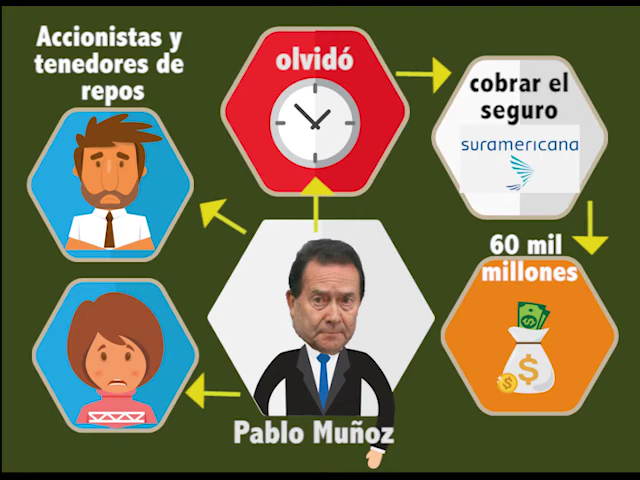 Accionistas y
tenedores de
repos
olvidó
cobrar el
seguro
suramericana
60 mil
millones
Pablo Muñoz
$
$
$